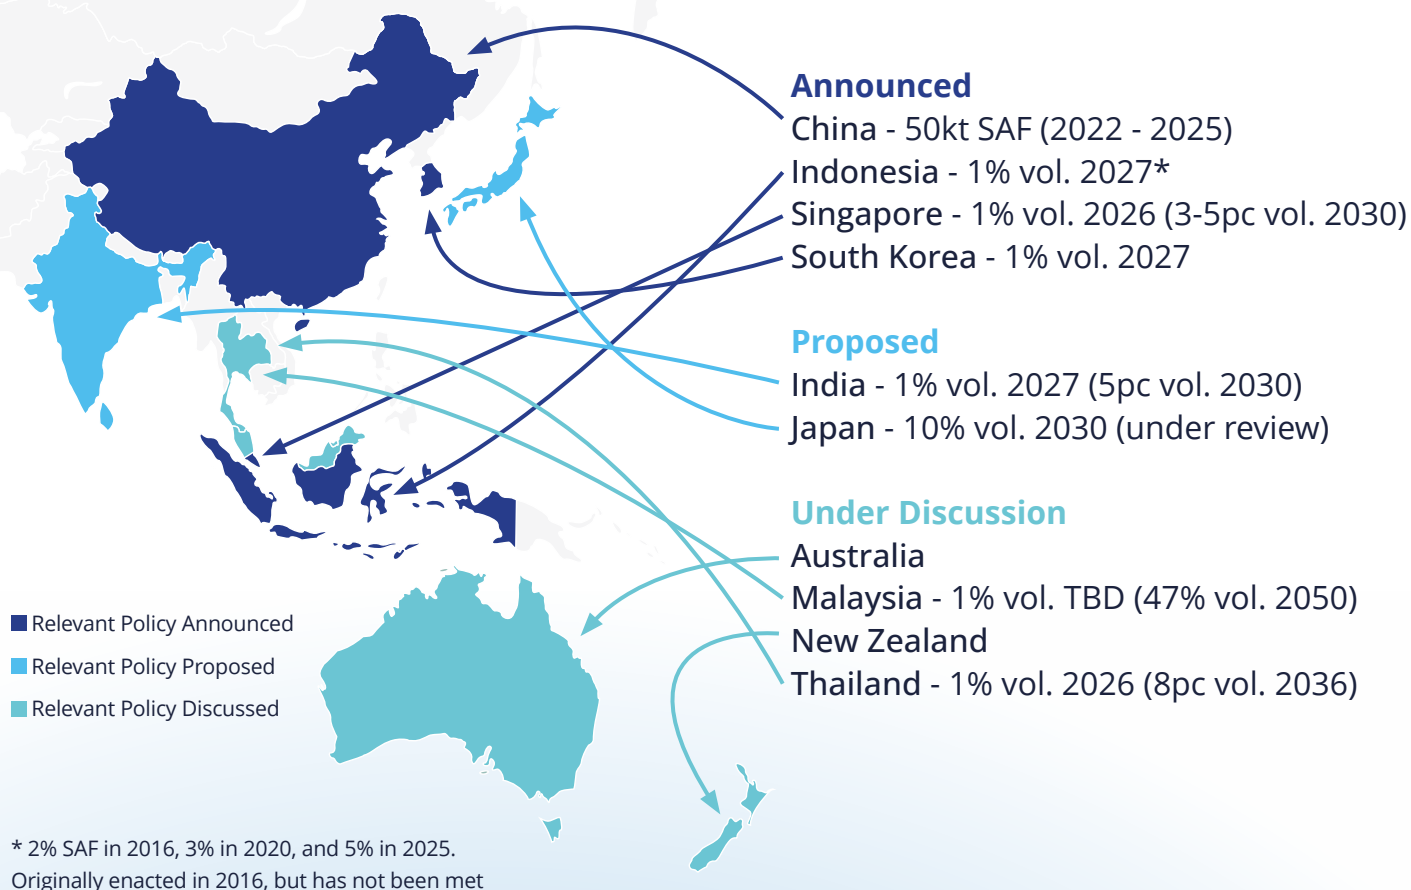 Announced
China - 50kt SAF (2022 - 2025)
Indonesia - 1% vol. 2027*
Singapore - 1% vol. 2026 (3-5pc vol. 2030)
South Korea - 1% vol. 2027
Proposed
India - 1% vol. 2027 (5pc vol. 2030)
Japan - 10% vol. 2030 (under review)
Under Discussion
Australia
Malaysia - 1% vol. TBD (47% vol. 2050)
New Zealand
Thailand - 1% vol. 2026 (8pc vol. 2036)
Relevant Policy Announced
Relevant Policy Proposed
Relevant Policy Discussed
* 2% SAF in 2016, 3% in 2020, and 5% in 2025.
Originally enacted in 2016, but has not been met